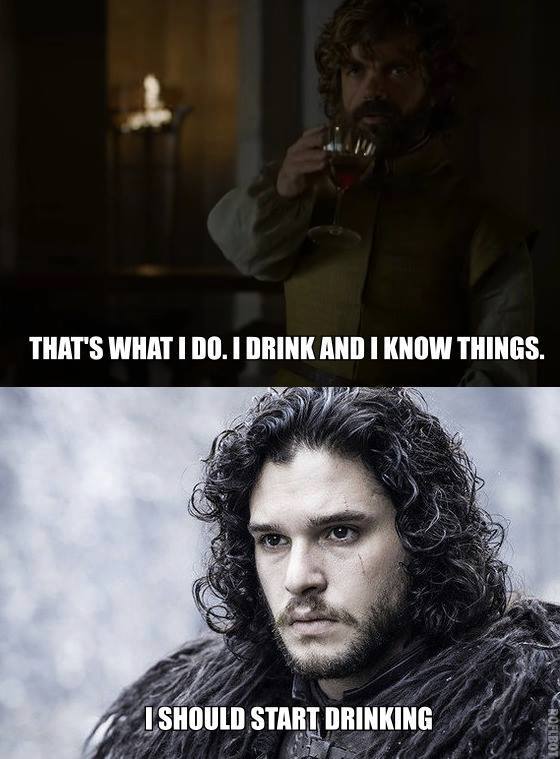 THAT'S WHAT I DO. I DRINK AND I KNOW THINGS.
I SHOULD START DRINKING